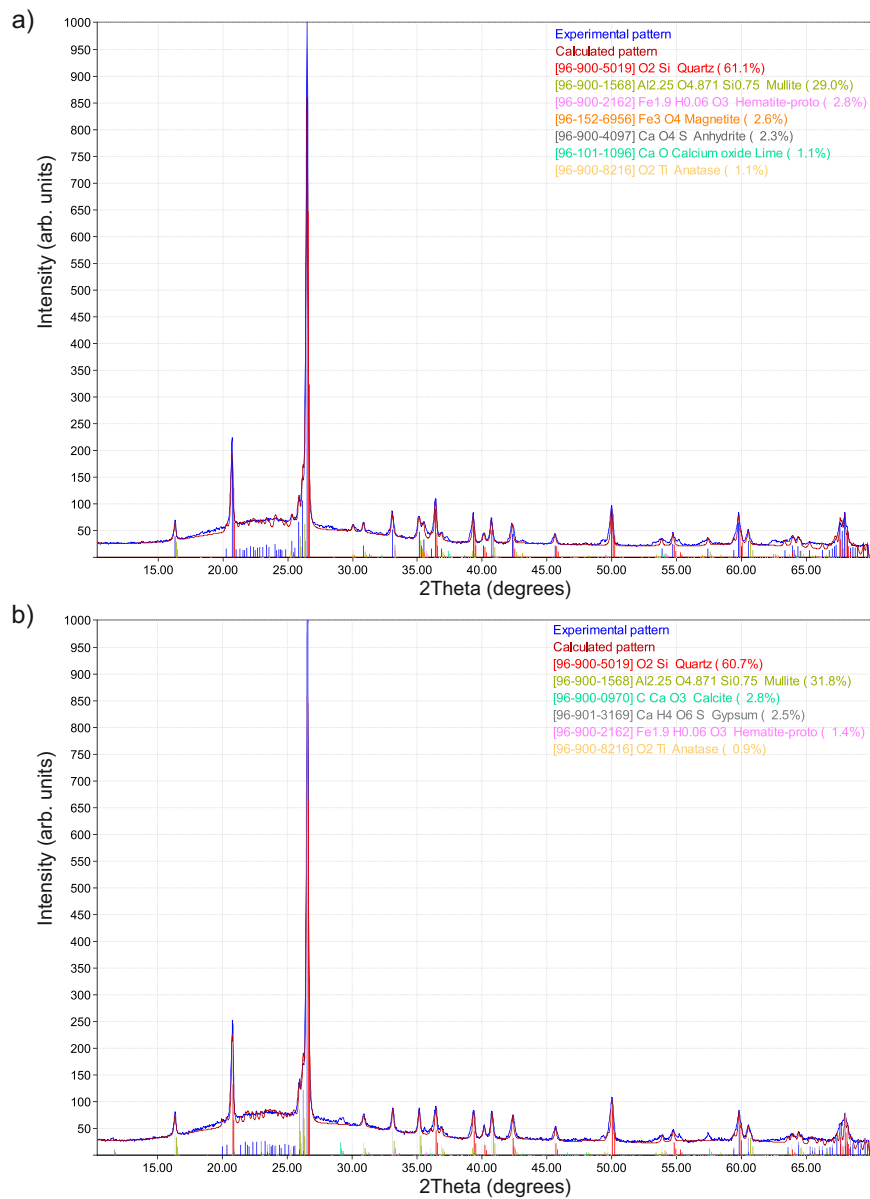 a)
1000
950
900
850
800
750
700
650
600
550
500
450
400
350
300
250
200
150
100
50
Intensity (arb. units)
Experimental pattern
Calculated pattern
[96-900-5019] O2 Si Quartz ( 61.1%)
[96-900-1568] Al2.25 O4.871 Si0.75 Mullite ( 29.0%)
[96-900-2162] Fe1.9 H0.06 O3 Hematite-proto ( 2.8%)
[96-152-6956] Fe3 O4 Magnetite ( 2.6%)
[96-900-4097] Ca O4 S Anhydrite ( 2.3%)
[96-101-1096] Ca O Calcium oxide Lime ( 1.1%)
[96-900-8216] O2 Ti Anatase ( 1.1%)
15.00 20.00 25.00 30.00 35.00 40.00 45.00 50.00 55.00 60.00 65.00
2Theta (degrees)
b)
1000
950
900
850
800
750
700
650
600
550
500
450
400
350
300
250
200
150
100
50
Intensity (arb. units)
Experimental pattern
Calculated pattern
[96-900-5019] O2 Si Quartz ( 60.7%)
[96-900-1568] Al2.25 O4.871 Si0.75 Mullite ( 31.8%)
[96-900-0970] C Ca O3 Calcite ( 2.8%)
[96-901-3169] Ca H4 O6 S Gypsum ( 2.5%)
[96-900-2162] Fe1.9 H0.06 O3 Hematite-proto ( 1.4%)
[96-900-8216] O2 Ti Anatase ( 0.9%)
15.00 20.00 25.00 30.00 35.00 40.00 45.00 50.00 55.00 60.00 65.00
2Theta (degrees)